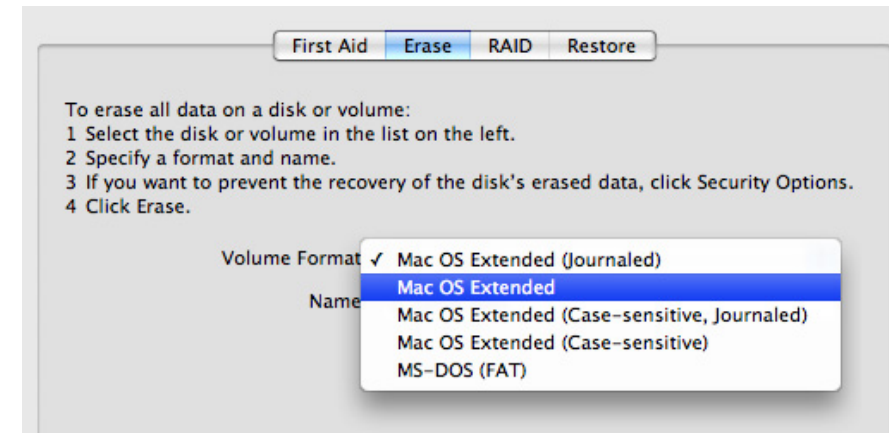 First Aid Erase RAID Restore
To erase all data on a disk or volume:
1 Select the disk or volume in the list on the left.
2 Specify a format and name.
3 If you want to prevent the recovery of the disk's erased data, click Security Options.
4 Click Erase.
Volume Format ✓ Mac OS Extended (Journaled)
Name Mac OS Extended
Mac OS Extended (Case-sensitive, Journaled)
Mac OS Extended (Case-sensitive)
MS-DOS (FAT)